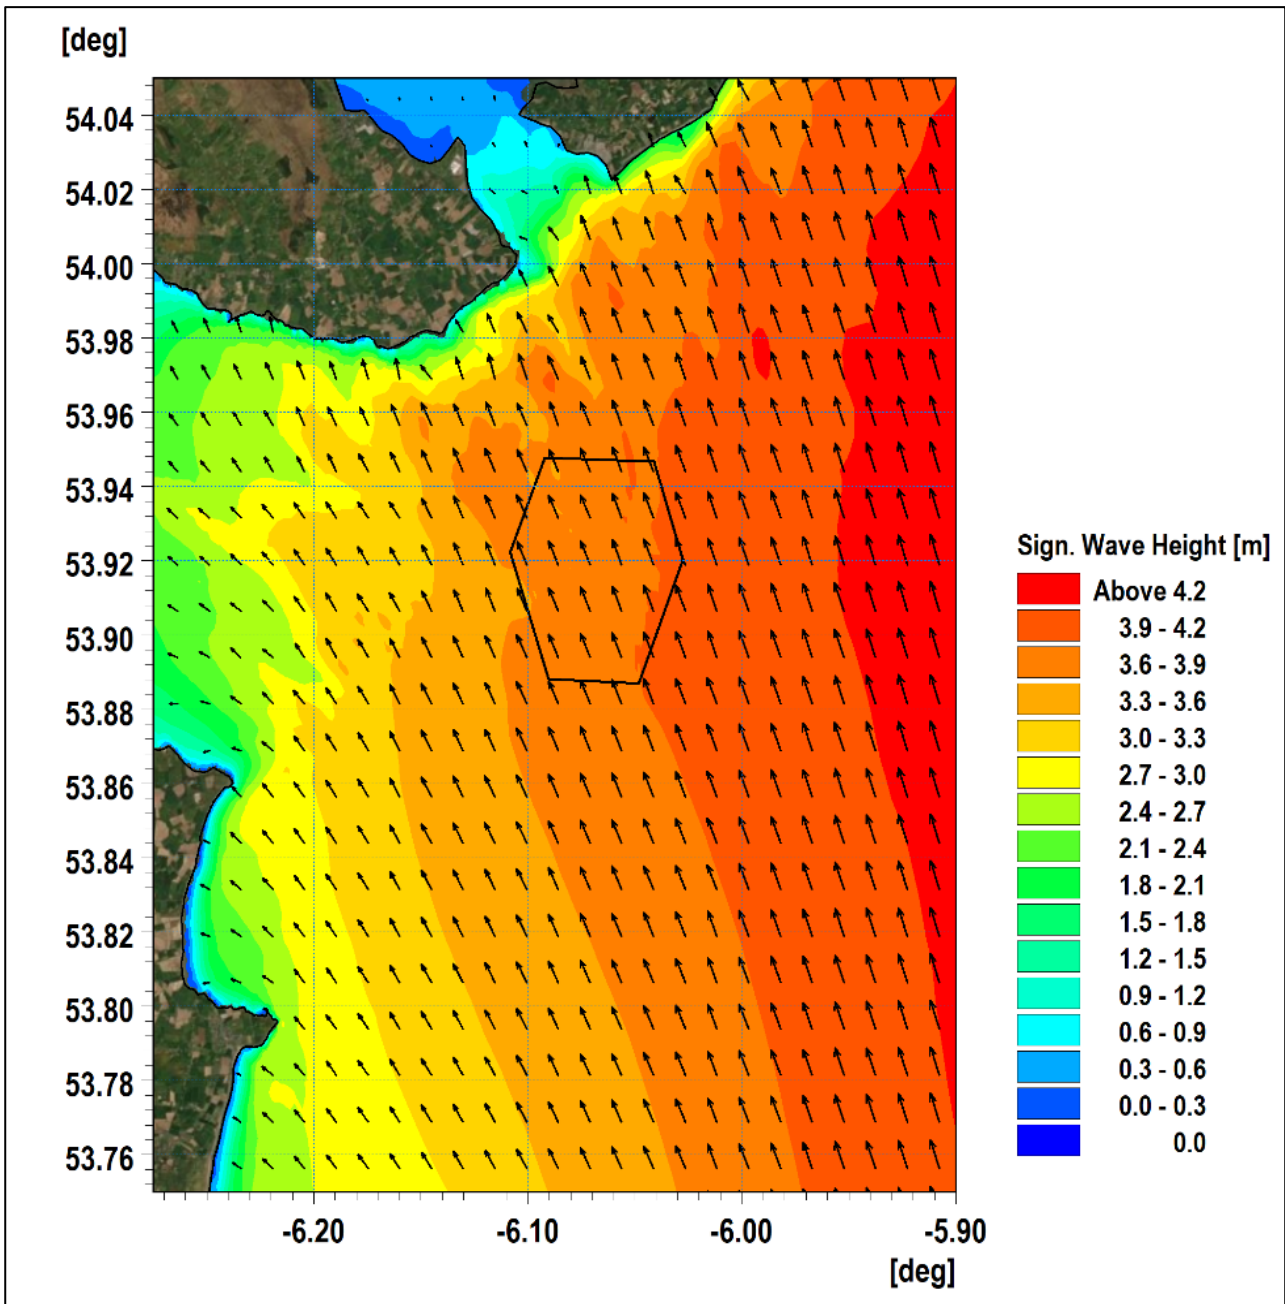 [deg]
54.04
54.02
54.00
53.98
53.96
53.94
53.92
53.90
53.88
53.86
53.84
53.82
53.80
53.78
53.76
-6.20 -6.10 -6.00 -5.90
[deg]
Sign. Wave Height [m]
Above 4.2
3.9 - 4.2
3.6 - 3.9
3.3 - 3.6
3.0 - 3.3
2.7 - 3.0
2.4 - 2.7
2.1 - 2.4
1.8 - 2.1
1.5 - 1.8
1.2 - 1.5
0.9 - 1.2
0.6 - 0.9
0.3 - 0.6
0.0 - 0.3
0.0